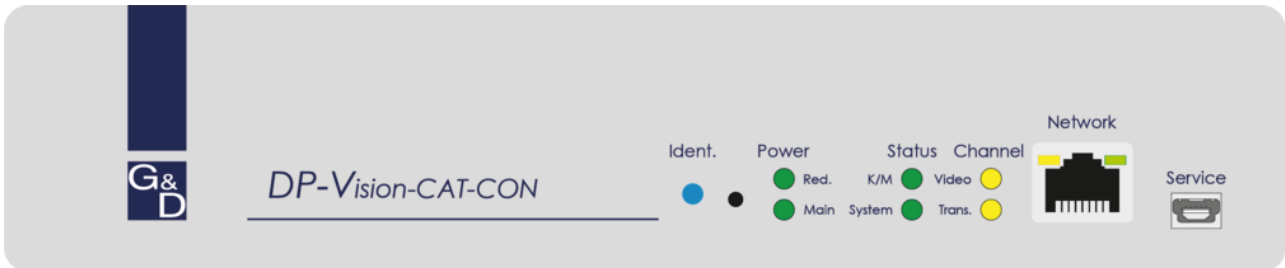 G&D
DP-Vision-CAT-CON
Ident.
Power
Red.
Main
Status
K/M
System
Channel
Video
Trans.
Network
Service